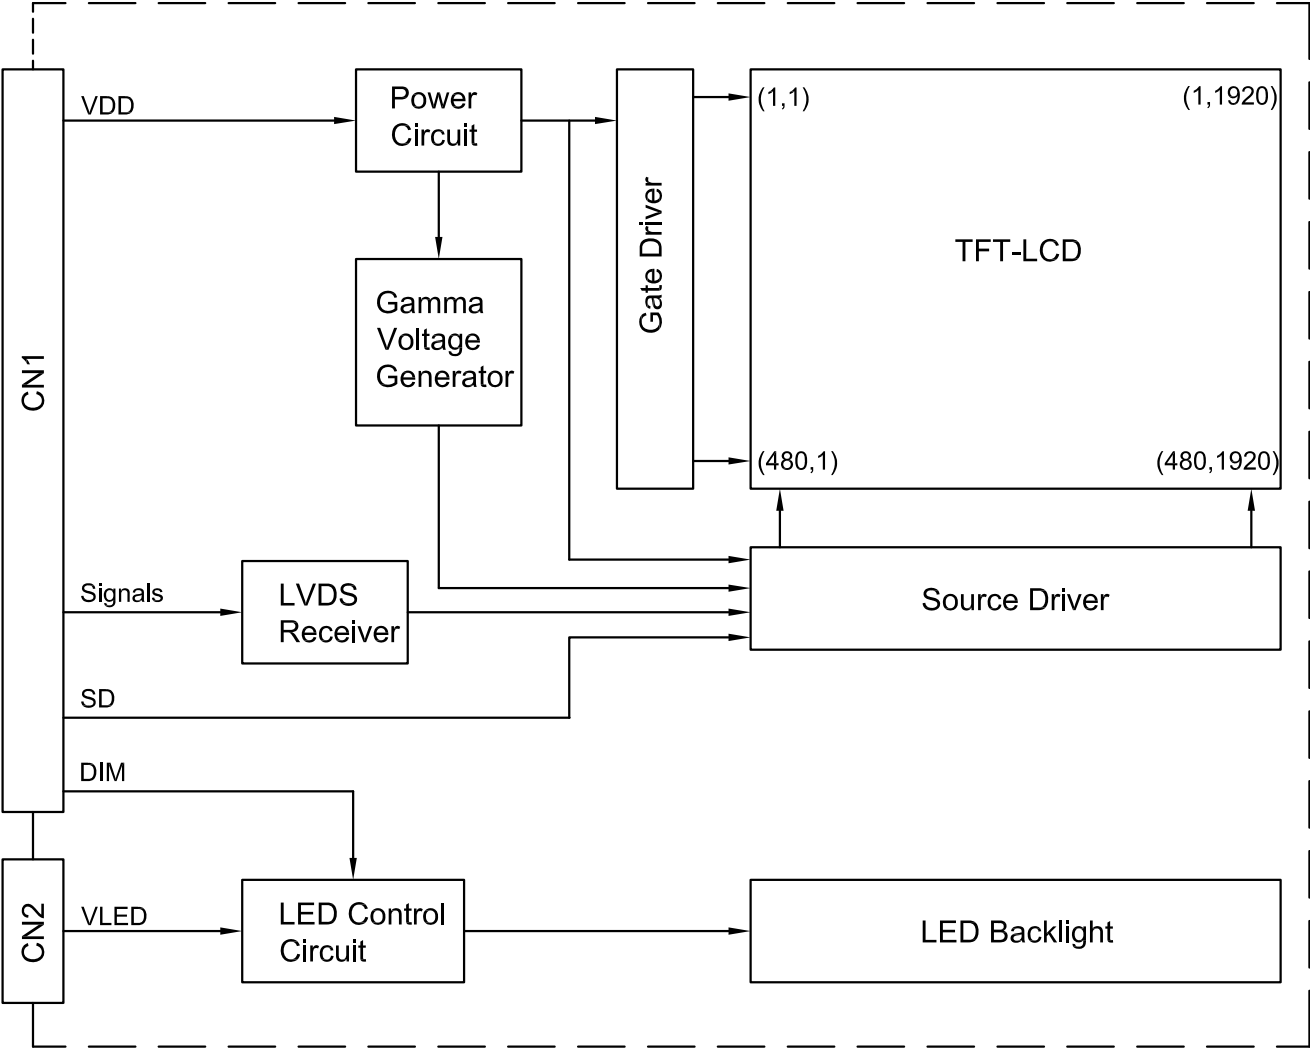 VDD
Power
Circuit
(1,1)
(1,1920)
Gate Driver
TFT-LCD
Gamma
Voltage
Generator
CN1
(480,1)
(480,1920)
Signals
LVDS
Receiver
Source Driver
SD
DIM
CN2
VLED
LED Control
Circuit
LED Backlight